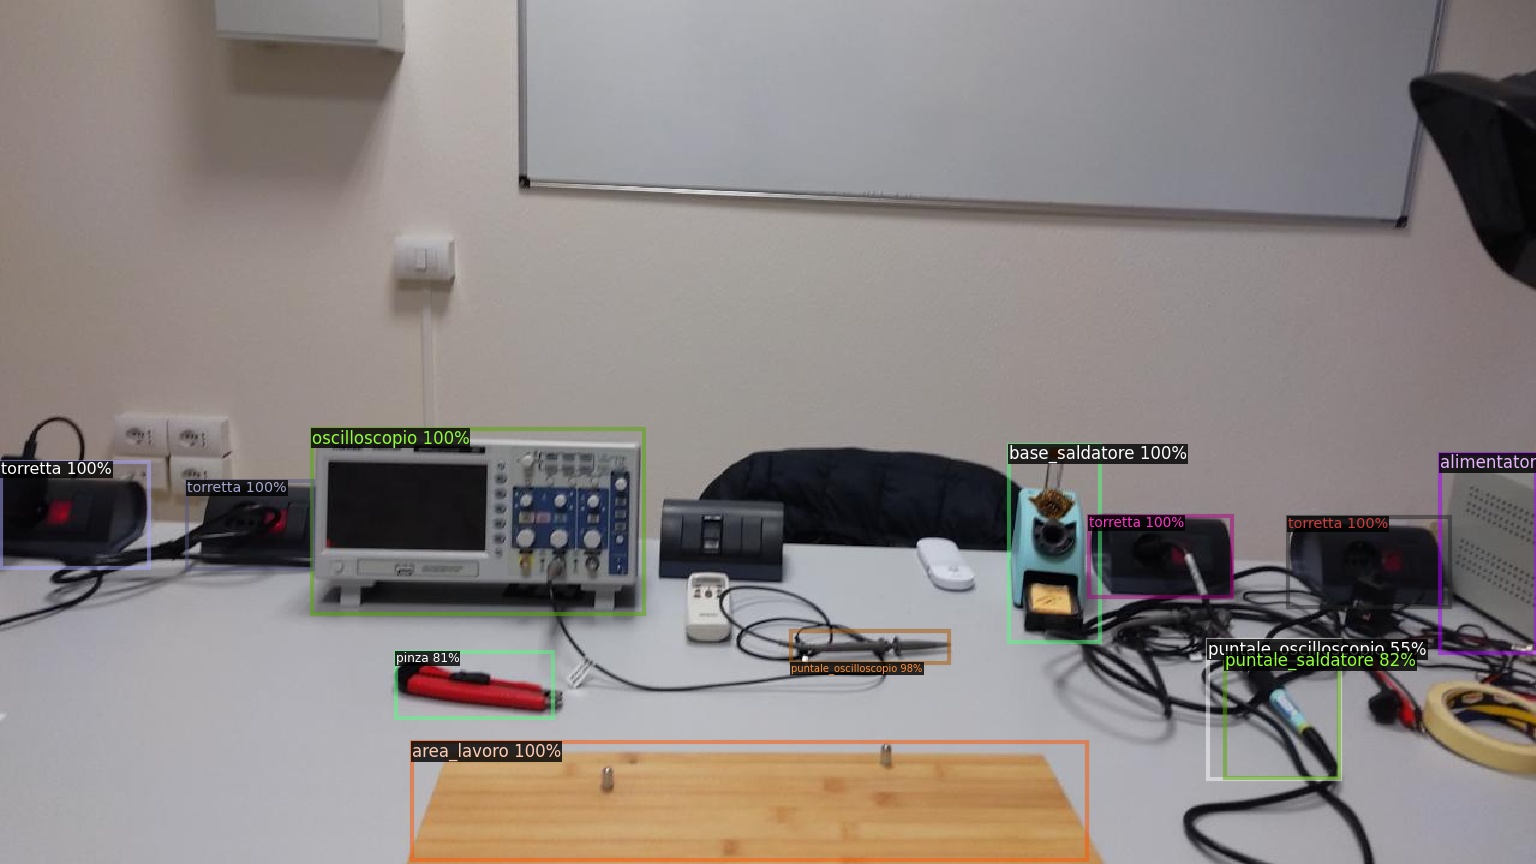 oscilloscopio 100%
base_saldatore 100%
alimentator
torretta 100%
torretta 100%
torretta 100%
torretta 100%
puntale_oscilloscopio 55%
puntale_saldatore 82%
pinza 81%
puntale_oscilloscopio 98%
area_lavoro 100%